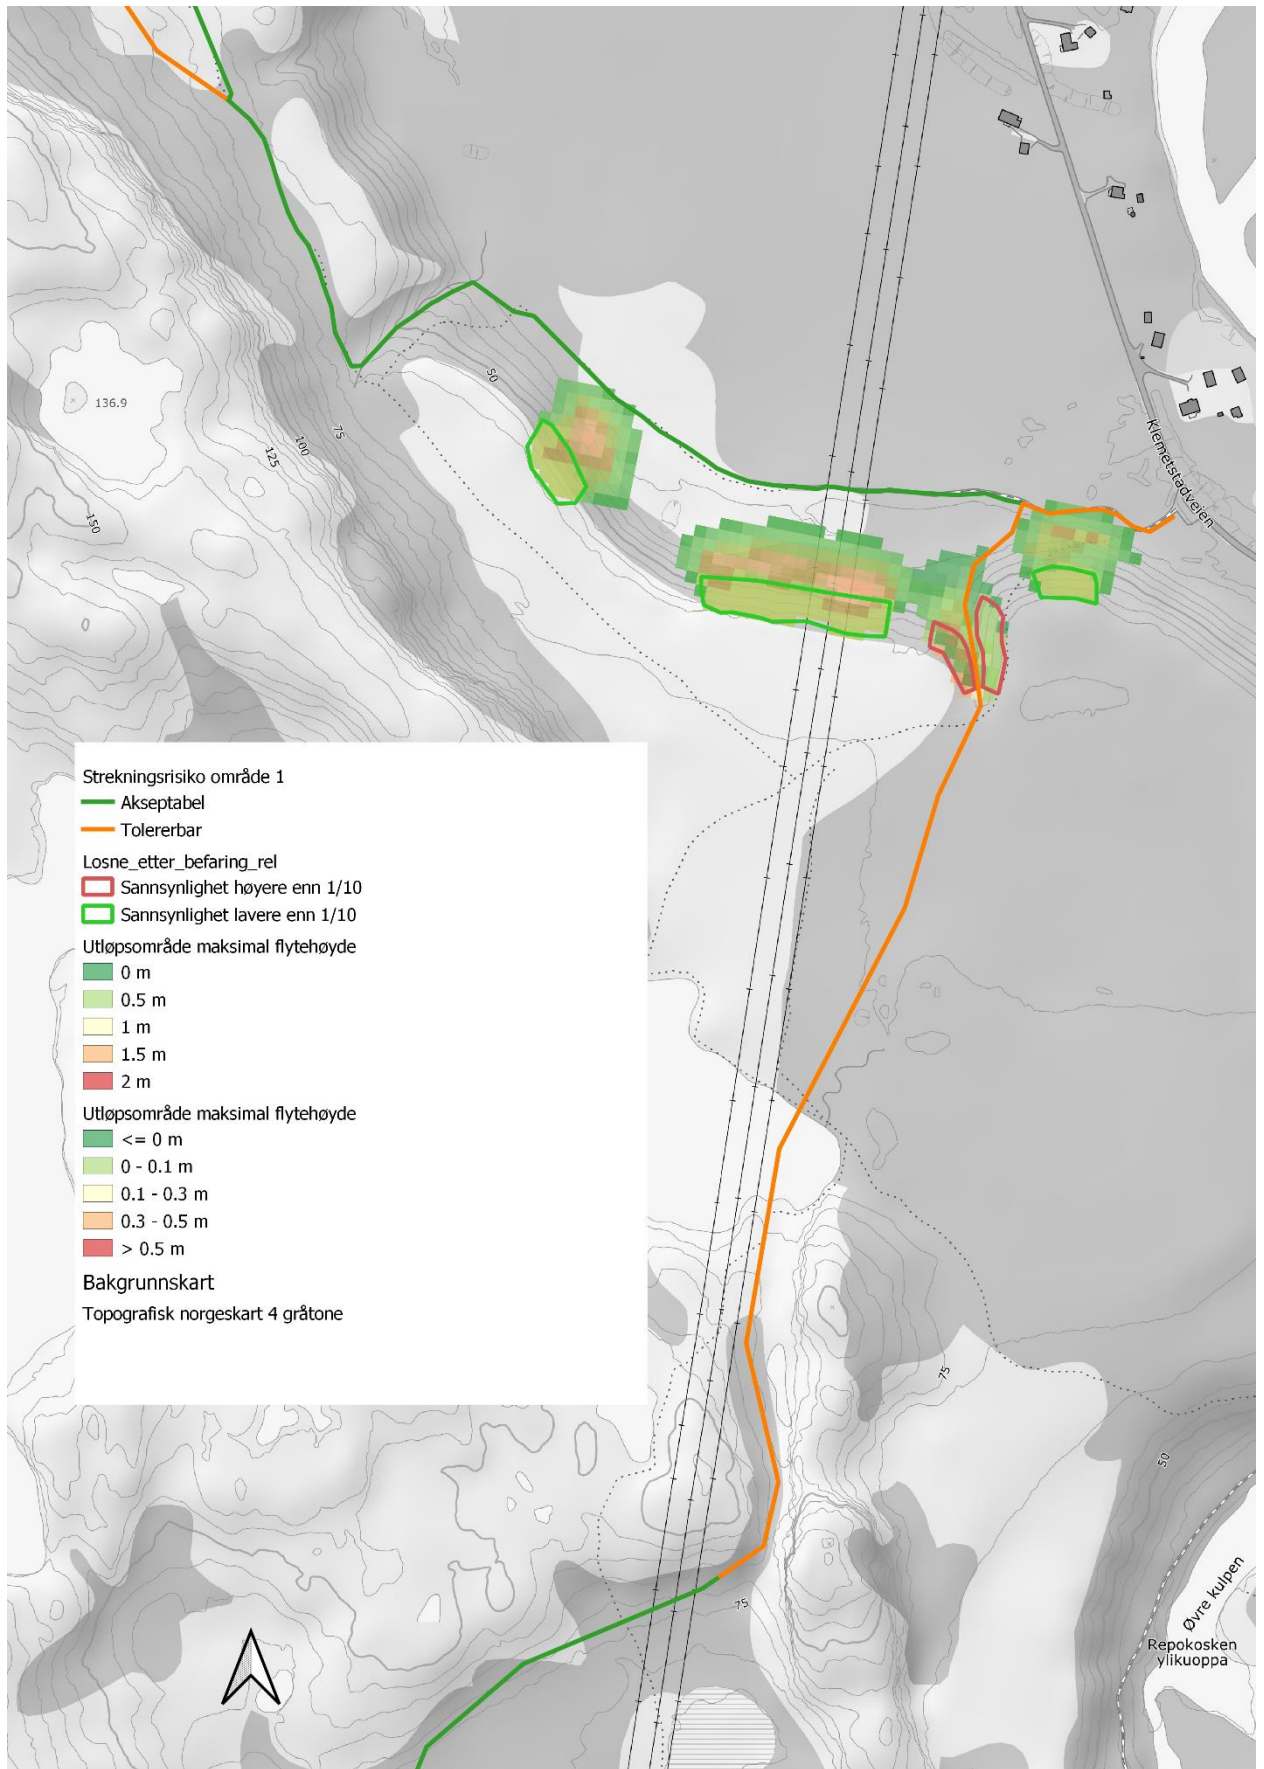 50
136.9
75
100
125
150
Klemetstadveien
Strekningsrisiko område 1
Akseptabel
Tolererbar
Losne_etter_befaring_rel
Sannsynlighet høyere enn 1/10
Sannsynlighet lavere enn 1/10
Utløpsområde maksimal flytehøyde
0 m
0.5 m
1 m
1.5 m
2 m
Utløpsområde maksimal flytehøyde
<= 0 m
0 - 0.1 m
0.1 - 0.3 m
0.3 - 0.5 m
> 0.5 m
Bakgrunnskart
Topografisk norgeskart 4 gråtone
75
50
75
Øvre kulpen
Repokosken
ylikuoppa